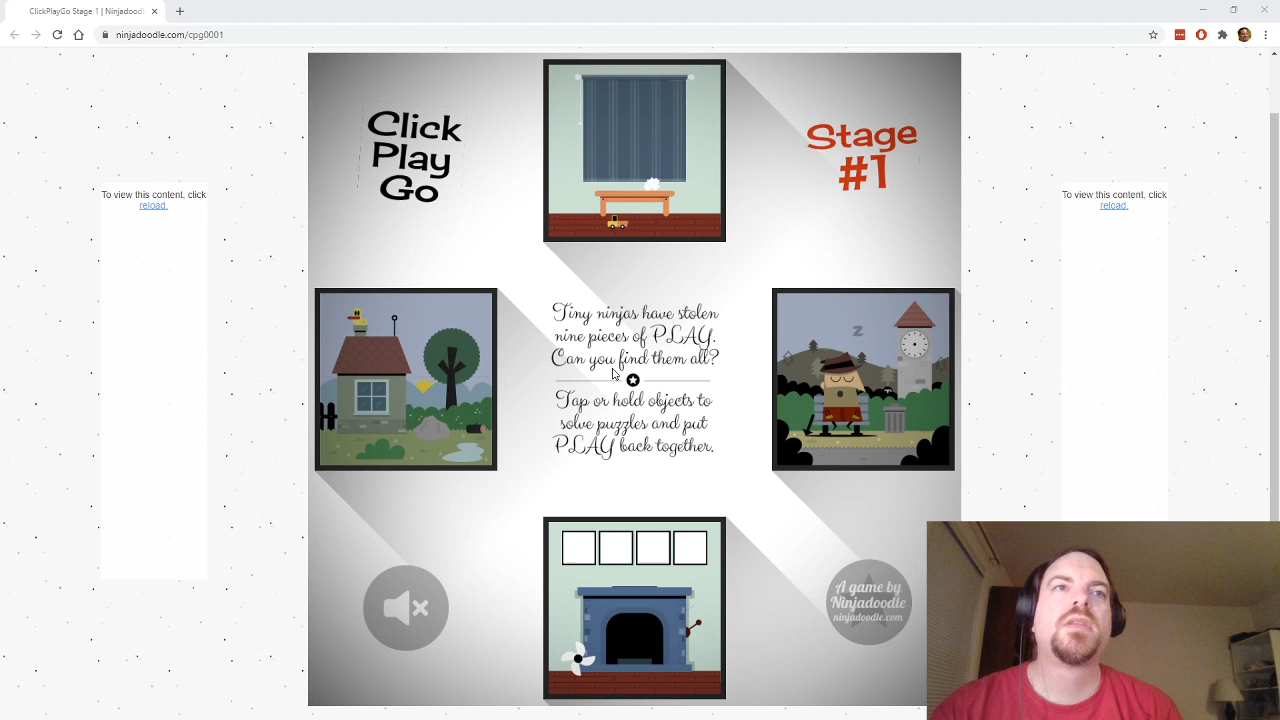 ClickPlayGo Stage 1 | Ninjadoodl
ninjadoodle.com/cpg0001
Click
Play
Go
Stage
#1
To view this content, click
reload.
Tiny ninjas have stolen
nine pieces of PLAY.
Can you find them all?
Tap or hold objects to
solve puzzles and put
PLAY back together.
To view this content, click
reload.
z
A game by
Ninjadoodle
ninjadoodle.com